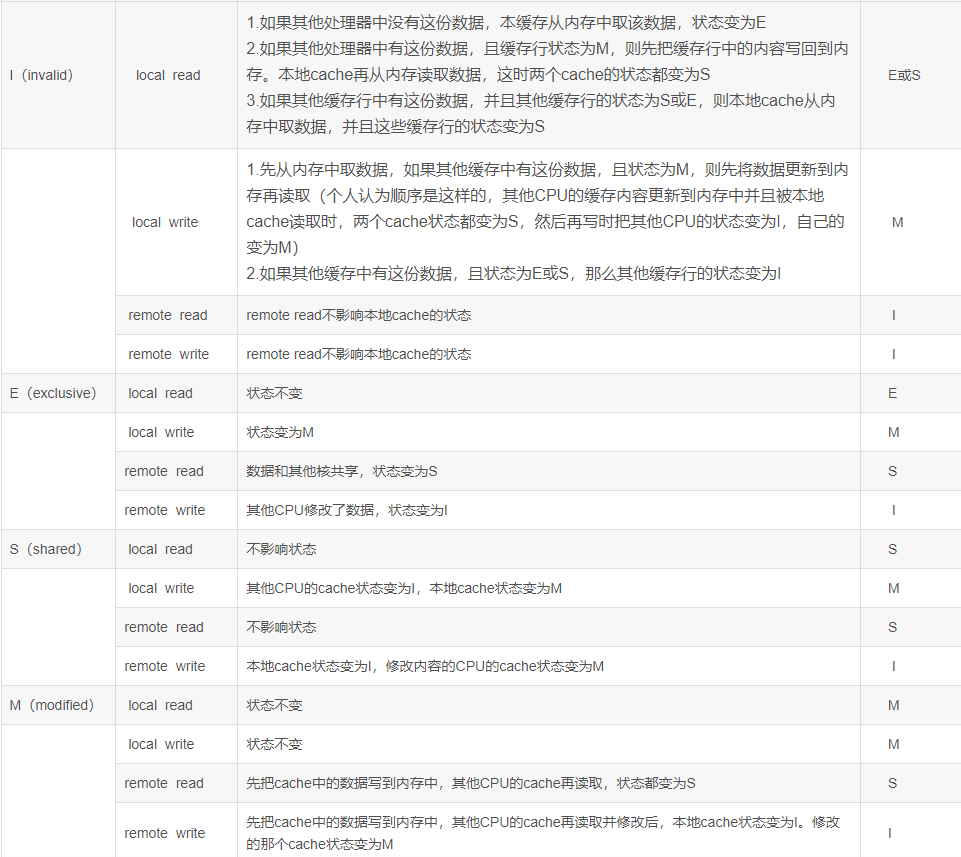 I（invalid） local read 1.如果其他处理器中没有这份数据，本缓存从内存中取该数据，状态变为E
2.如果其他处理器中有这份数据，且缓存行状态为M，则先把缓存行中的内容写回到内
存。本地cache再从内存读取数据，这时两个cache的状态都变为S E或S
3.如果其他缓存行中有这份数据，并且其他缓存行的状态为S或E，则本地cache从内
存中取数据，并且这些缓存行的状态变为S
1.先从内存中取数据，如果其他缓存中有这份数据，且状态为M，则先将数据更新到内
存再读取（个人认为顺序是这样的，其他CPU的缓存内容更新到内存中并且被本地
local write cache读取时，两个cache状态都变为S，然后再写时把其他CPU的状态变为I，自己的 M
变为M）
2.如果其他缓存中有这份数据，且状态为E或S，那么其他缓存行的状态变为I
remote read remote read不影响本地cache的状态 I
remote write remote read不影响本地cache的状态 I
E（exclusive） local read 状态不变 E
local write 状态变为M M
remote read 数据和其他核共享，状态变为S S
remote write 其他CPU修改了数据，状态变为I I
S（shared） local read 不影响状态 S
local write 其他CPU的cache状态变为I，本地cache状态变为M M
remote read 不影响状态 S
remote write 本地cache状态变为I，修改内容的CPU的cache状态变为M I
M（modified） local read 状态不变 M
local write 状态不变 M
remote read 先把cache中的数据写到内存中，其他CPU的cache再读取，状态都变为S S
remote write 先把cache中的数据写到内存中，其他CPU的cache再读取并修改后，本地cache状态变为I。修改 I
的那个cache状态变为M